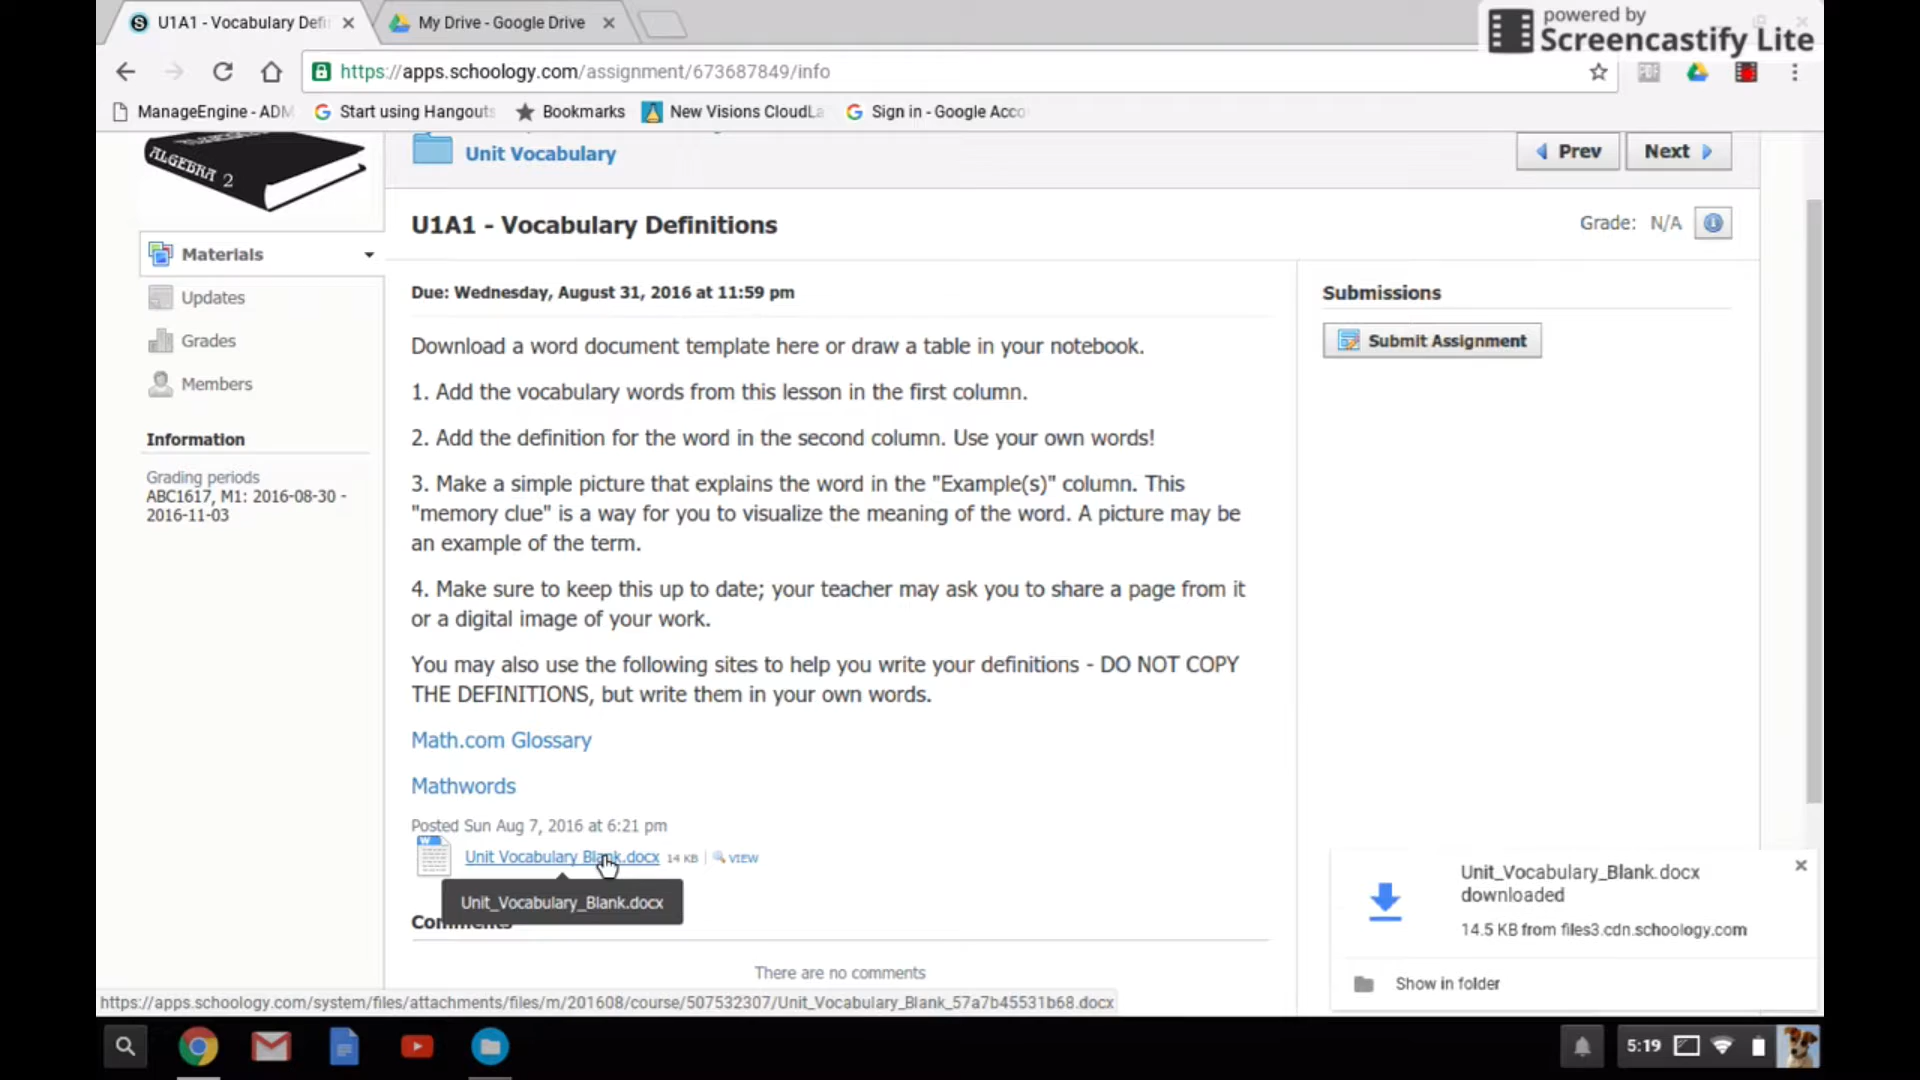 U1A1 - Vocabulary Defi
My Drive - Google Drive
powered by
Screencastify Lite
https://apps.schoology.com/assignment/673687849/info
ManageEngine - ADM
Start using Hangouts
Bookmarks
New Visions CloudLa
Sign in - Google Acco
ALGEBRA 2
Unit Vocabulary
Prev
Next
U1A1 - Vocabulary Definitions
Grade: N/A
Materials
Updates
Grades
Members
Information
Grading periods
ABC1617, M1: 2016-08-30 -
2016-11-03
Due: Wednesday, August 31, 2016 at 11:59 pm
Download a word document template here or draw a table in your notebook.
1. Add the vocabulary words from this lesson in the first column.
2. Add the definition for the word in the second column. Use your own words!
3. Make a simple picture that explains the word in the "Example(s)" column. This
"memory clue" is a way for you to visualize the meaning of the word. A picture may be
an example of the term.
4. Make sure to keep this up to date; your teacher may ask you to share a page from it
or a digital image of your work.
You may also use the following sites to help you write your definitions - DO NOT COPY
THE DEFINITIONS, but write them in your own words.
Math.com Glossary
Mathwords
Posted Sun Aug 7, 2016 at 6:21 pm
Unit Vocabulary Blank.docx 14 KB VIEW
Unit_Vocabulary_Blank.docx
Comments
There are no comments
Submissions
Submit Assignment
Unit_Vocabulary_Blank.docx
downloaded
14.5 KB from files3.cdn.schoology.com
Show in folder
https://apps.schoology.com/system/files/attachments/files/m/201608/course/507532307/Unit_Vocabulary_Blank_57a7b45531b68.docx
5:19